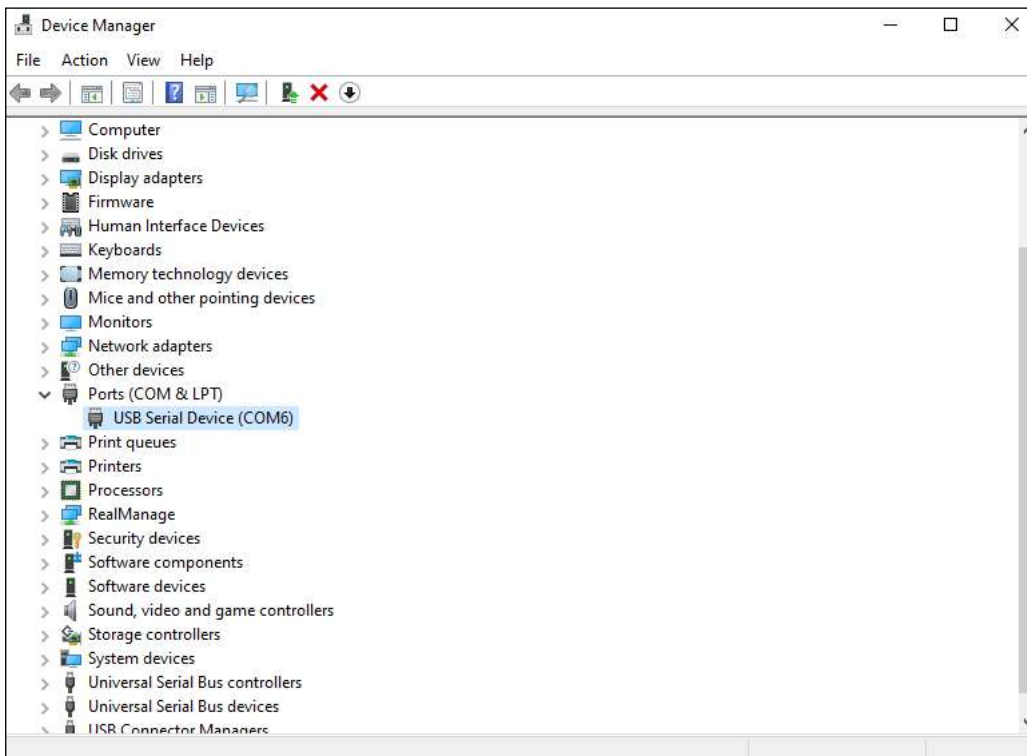 Device Manager
File Action View Help
Computer
Disk drives
Display adapters
Firmware
Human Interface Devices
Keyboards
Memory technology devices
Mice and other pointing devices
Monitors
Network adapters
Other devices
Ports (COM & LPT)
USB Serial Device (COM6)
Print queues
Printers
Processors
RealManage
Security devices
Software components
Software devices
Sound, video and game controllers
Storage controllers
System devices
Universal Serial Bus controllers
Universal Serial Bus devices
USB Connector Managers